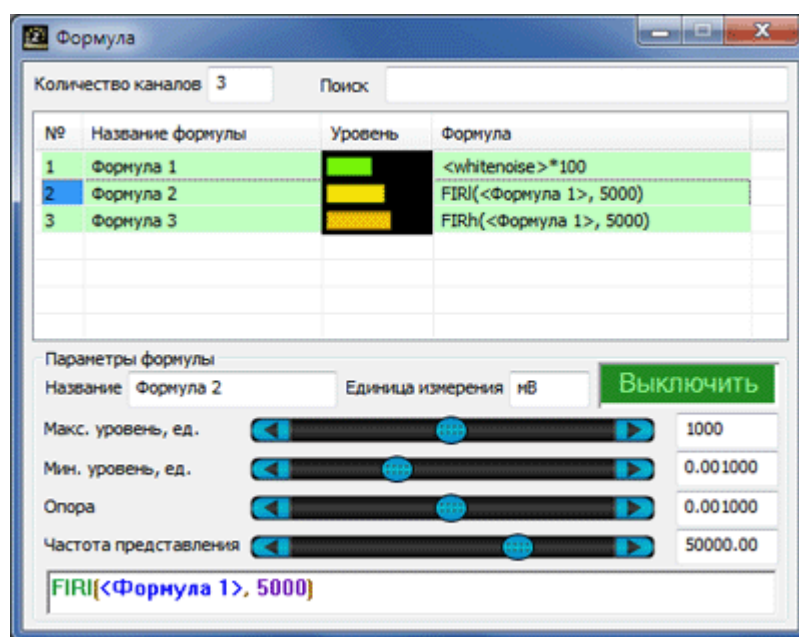 Формула
Количество каналов 3 Поиск
№ Название формулы Уровень Формула
1 Формула 1 <whitenoise>*100
2 Формула 2 FIRl(<Формула 1>, 5000)
3 Формула 3 FIRh(<Формула 1>, 5000)
Параметры формулы
Название Формула 2 Единица измерения мВ Выключить
Макс. уровень, ед. 1000
Мин. уровень, ед. 0.001000
Опора 0.001000
Частота представления 50000.00
FIRl(<Формула 1>, 5000)